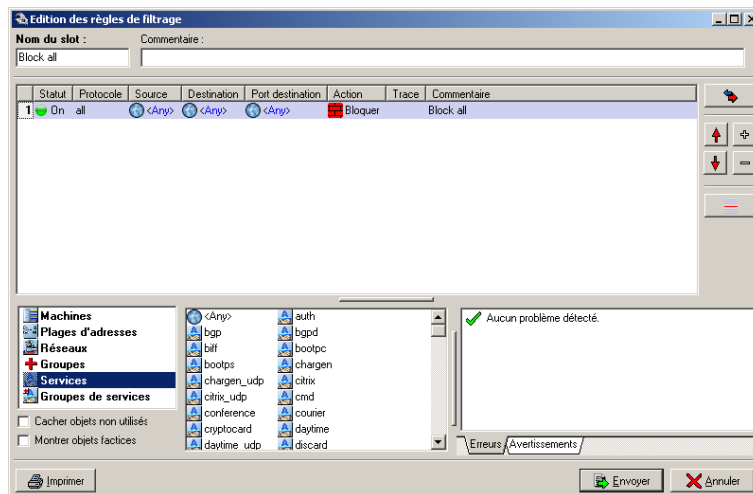 Edition des règles de filtrage
Nom du slot :
Commentaire :
Block all
Statut Protocole Source Destination Port destination Action Trace Commentaire
1 On all <Any> <Any> <Any> Bloquer Block all
Machines
Plages d'adresses
Réseaux
Groupes
Services
Groupes de services
Cacher objets non utilisés
Montrer objets factices
<Any> auth
bgp bgpd
biff bootpc
bootps chargen
chargen_udp citrix
citrix_udp cmd
conference courier
cryptocard daytime
daytime_udp discard
Aucun problème détecté.
Erreurs Avertissements
Imprimer
Envoyer
Annuler